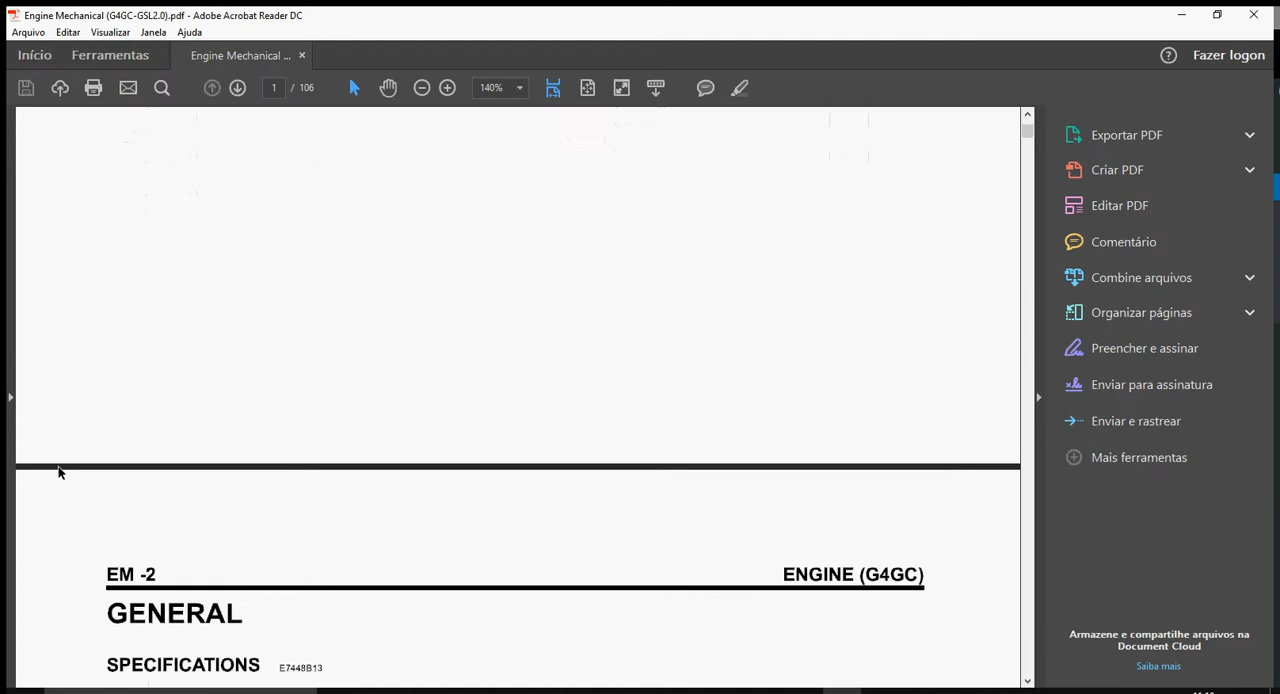 Engine Mechanical (G4GC-GSL2.0).pdf - Adobe Acrobat Reader DC
Arquivo Editar Visualizar Janela Ajuda
Início Ferramentas Engine Mechanical ... × ? Fazer logon
1 / 106 140%
Exportar PDF
Criar PDF
Editar PDF
Comentário
Combine arquivos
Organizar páginas
Preencher e assinar
Enviar para assinatura
Enviar e rastrear
Mais ferramentas
EM -2 ENGINE (G4GC)
GENERAL
SPECIFICATIONS E7448B13
Armazene e compartilhe arquivos na
Document Cloud
Saiba mais